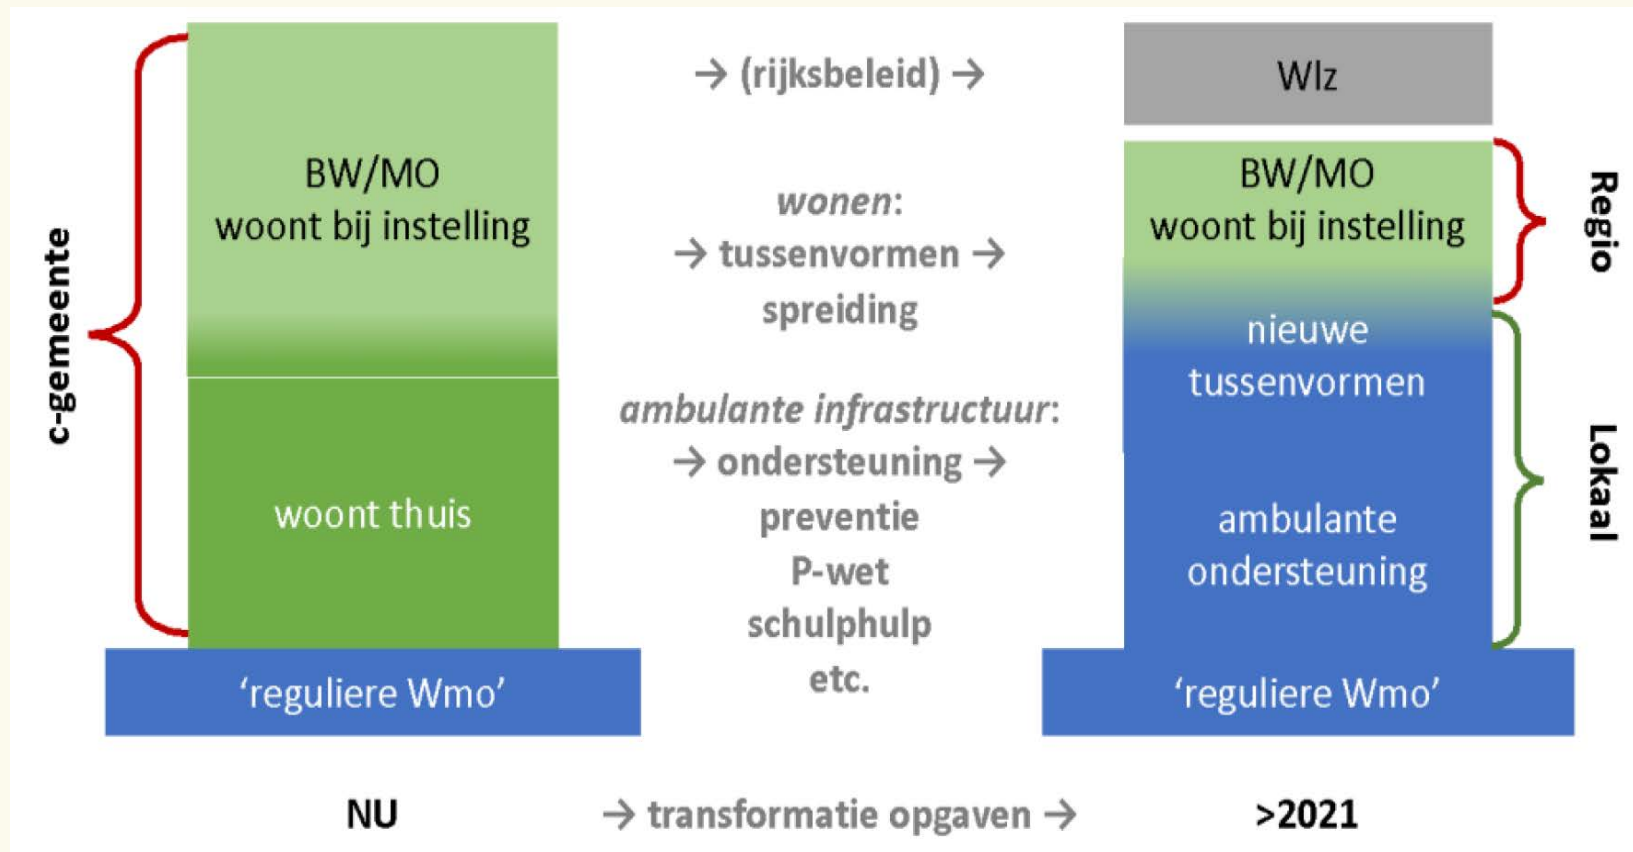 c-gemeente
BW/MO
woont bij instelling
woont thuis
‘reguliere Wmo’
NU
→ (rijksbeleid) →
wonen:
→ tussenvormen →
spreiding
ambulante infrastructuur:
→ ondersteuning →
preventie
P-wet
schulphulp
etc.
→ transformatie opgaven →
Wlz
BW/MO
woont bij instelling
nieuwe
tussenvormen
ambulante
ondersteuning
‘reguliere Wmo’
>2021
Regio
Lokaal